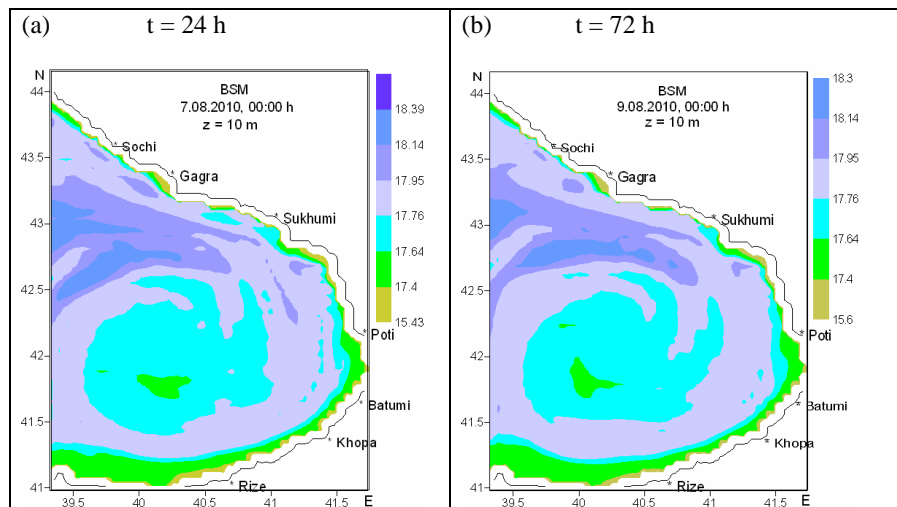 (a) t = 24 h
N
BSM
7.08.2010, 00:00 h
z = 10 m
44
43.5
43
42.5
42
41.5
41
39.5 40 40.5 41 41.5 E
* Sochi
* Gagra
* Sukhumi
* Poti
* Batumi
* Khopa
* Rize
18.39
18.14
17.95
17.76
17.64
17.4
15.43
(b) t = 72 h
N
BSM
9.08.2010, 00:00 h
z = 10 m
44
43.5
43
42.5
42
41.5
41
39.5 40 40.5 41 41.5 E
* Sochi
* Gagra
* Sukhumi
* Poti
* Batumi
* Khopa
* Rize
18.3
18.14
17.95
17.76
17.64
17.4
15.6